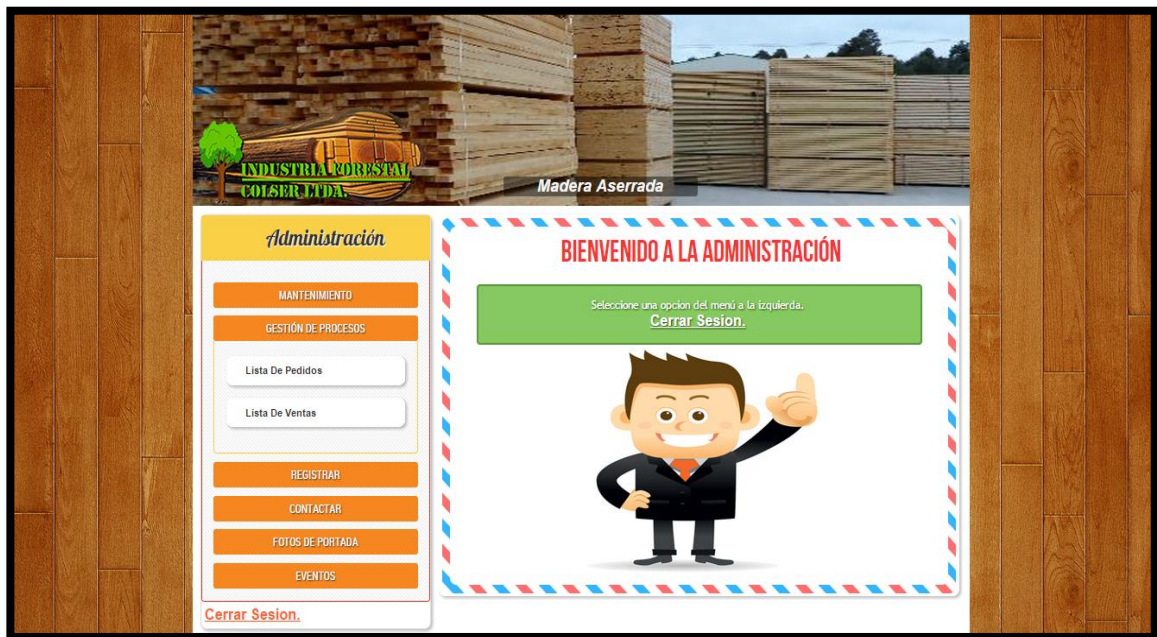 INDUSTRIA FORESTAL
COLSER LTDA.
Madera Aserrada
Administración
MANTENIMIENTO
GESTIÓN DE PROCESOS
Lista De Pedidos
Lista De Ventas
REGISTRAR
CONTACTAR
FOTOS DE PORTADA
EVENTOS
Cerrar Sesion.
BIENVENIDO A LA ADMINISTRACIÓN
Seleccione una opcion del menú a la izquierda.
Cerrar Sesion.